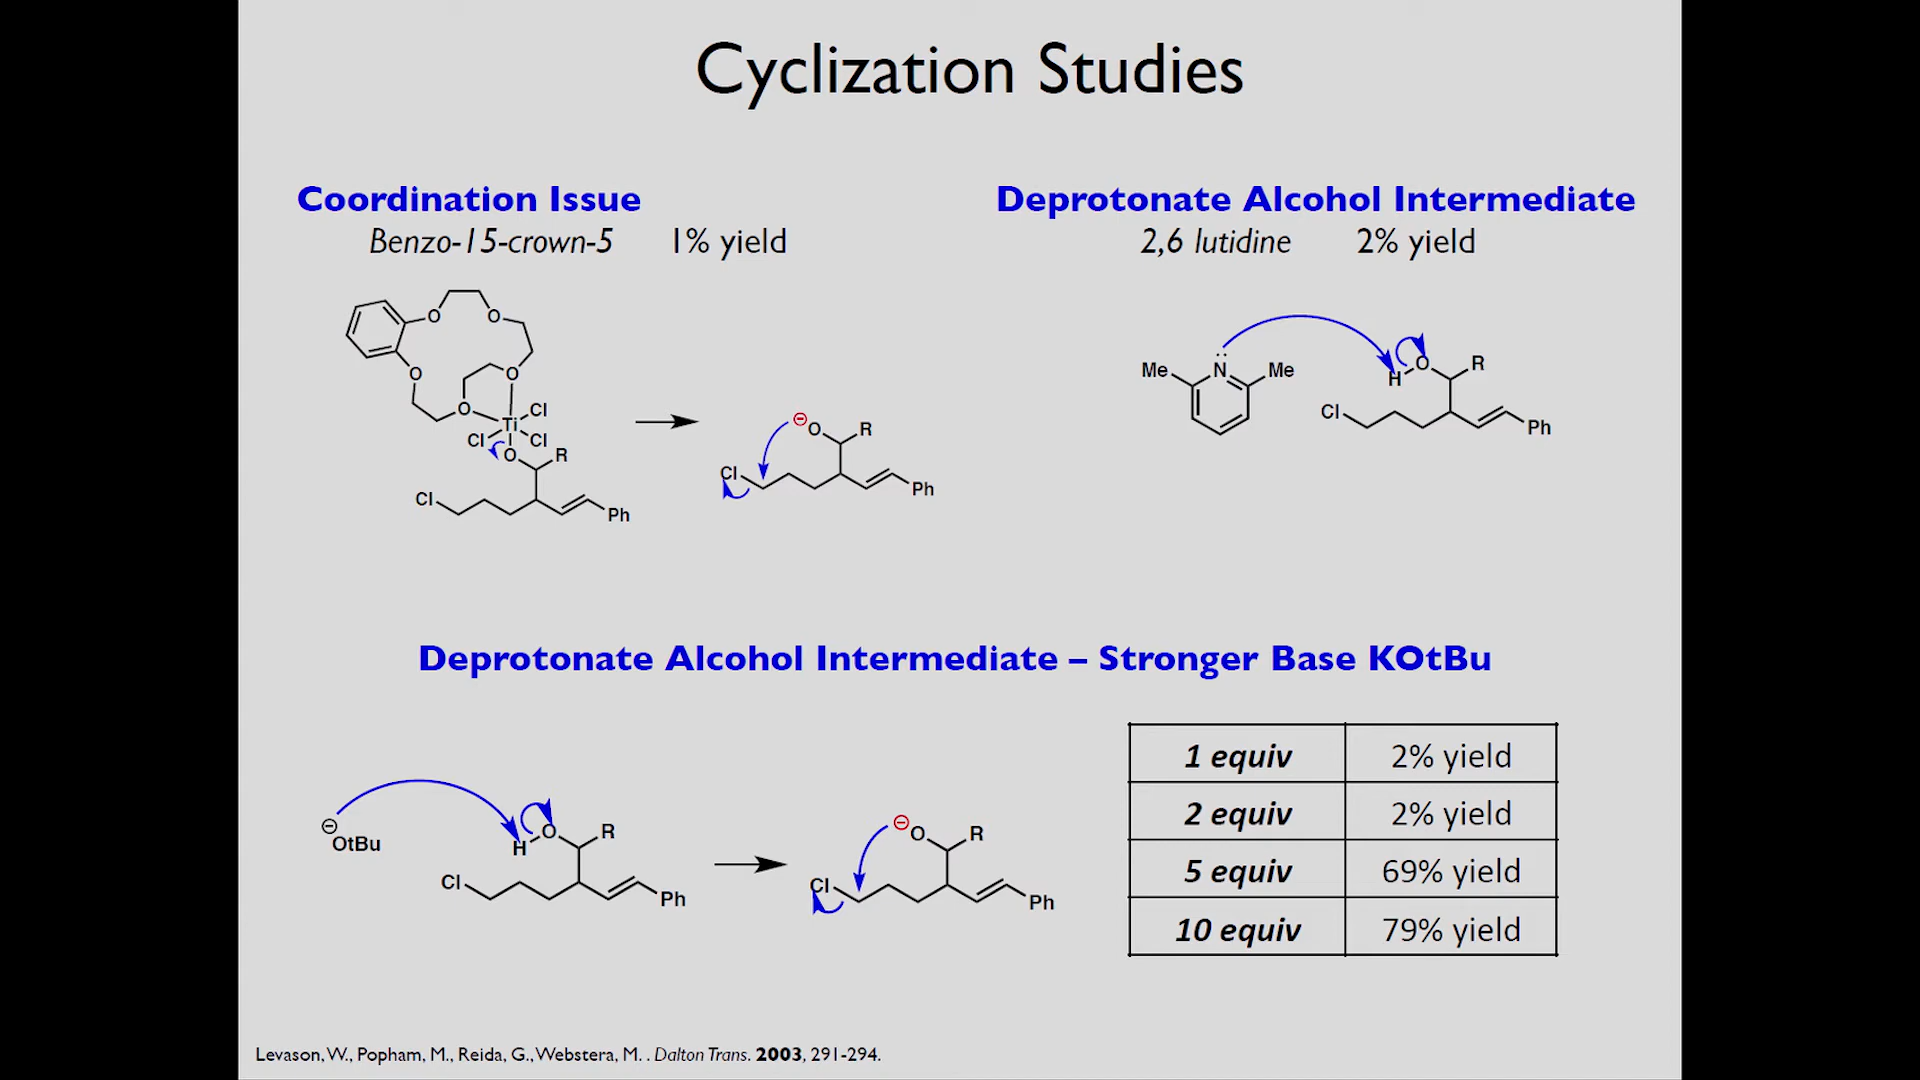 Cyclization Studies
Coordination Issue
Benzo-15-crown-5 1% yield
O O
O O
O
Ti Cl
Cl Cl
O R
Cl
Ph
⊖ O R
Cl
Ph
Deprotonate Alcohol Intermediate
2,6 lutidine 2% yield
Me N Me
H O R
Cl
Ph
Deprotonate Alcohol Intermediate – Stronger Base KOtBu
⊖
OtBu
H O R
Cl
Ph
⊖ O R
Cl
Ph
1 equiv 2% yield
2 equiv 2% yield
5 equiv 69% yield
10 equiv 79% yield
Levason, W., Popham, M., Reida, G., Webstera, M. . Dalton Trans. 2003, 291-294.